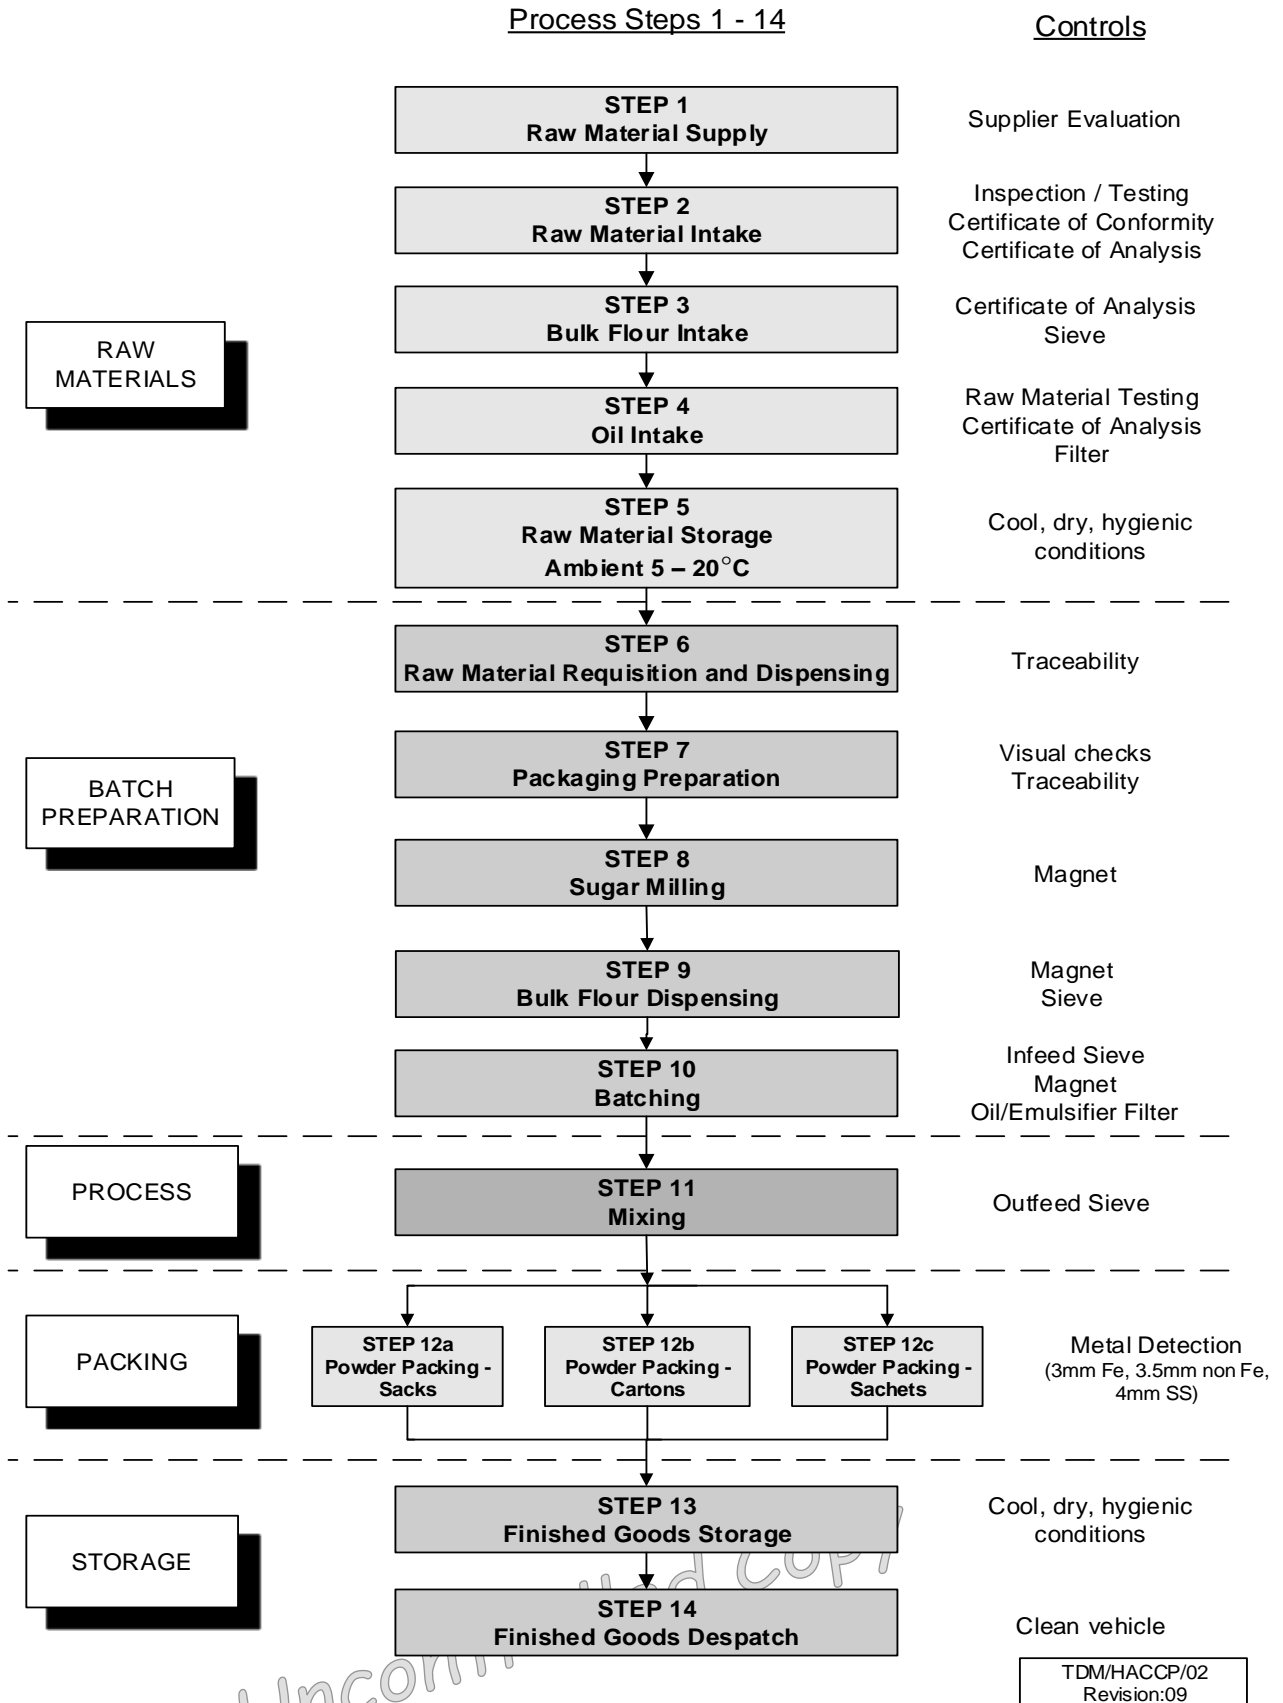 Process Steps 1 - 14
Controls
STEP 1
Raw Material Supply
Supplier Evaluation
STEP 2
Raw Material Intake
Inspection / Testing
Certificate of Conformity
Certificate of Analysis
STEP 3
Bulk Flour Intake
Certificate of Analysis
Sieve
RAW
MATERIALS
STEP 4
Oil Intake
Raw Material Testing
Certificate of Analysis
Filter
STEP 5
Raw Material Storage
Ambient 5 – 20°C
Cool, dry, hygienic
conditions
STEP 6
Raw Material Requisition and Dispensing
Traceability
BATCH
PREPARATION
STEP 7
Packaging Preparation
Visual checks
Traceability
STEP 8
Sugar Milling
Magnet
STEP 9
Bulk Flour Dispensing
Magnet
Sieve
STEP 10
Batching
Infeed Sieve
Magnet
Oil/Emulsifier Filter
PROCESS
STEP 11
Mixing
Outfeed Sieve
PACKING
STEP 12a
Powder Packing -
Sacks
STEP 12b
Powder Packing -
Cartons
STEP 12c
Powder Packing -
Sachets
Metal Detection
(3mm Fe, 3.5mm non Fe,
4mm SS)
STORAGE
STEP 13
Finished Goods Storage
Cool, dry, hygienic
conditions
STEP 14
Finished Goods Despatch
Clean vehicle
TDM/HACCP/02
Revision:09